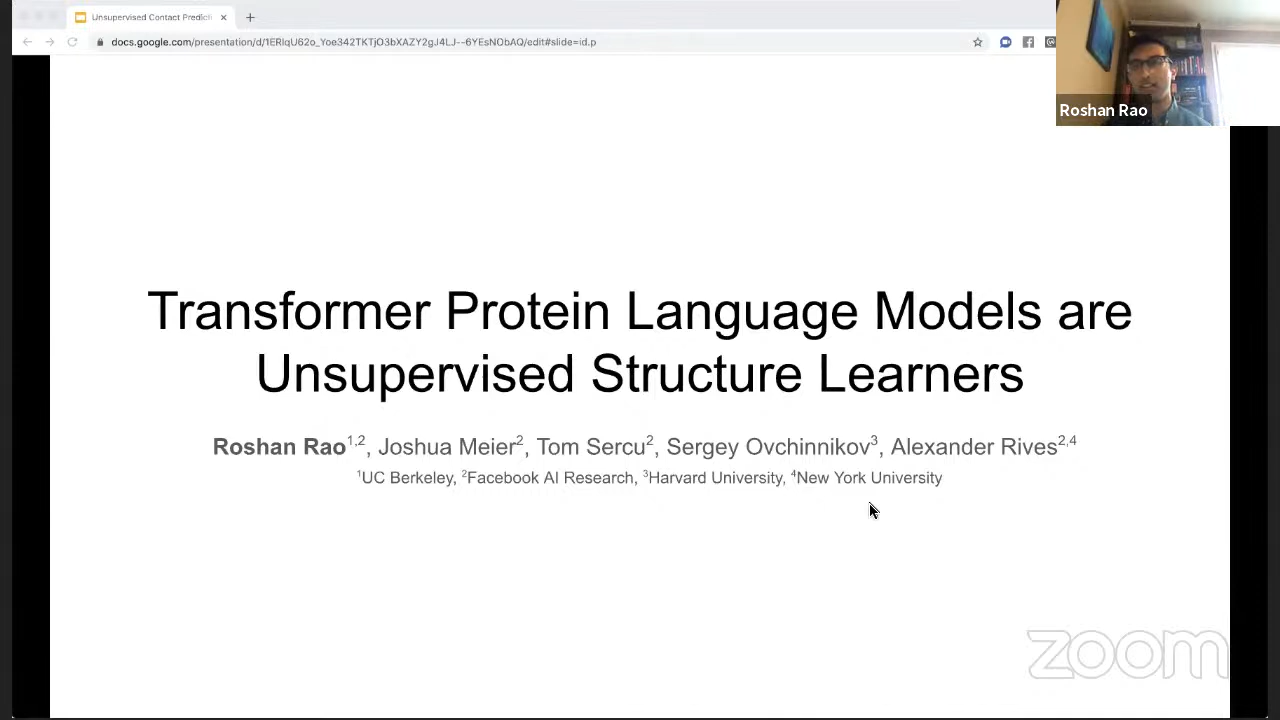 Unsupervised Contact Predicti
docs.google.com/presentation/d/1ERlqU62o_Yoe342TKTjO3bXAZY2gJ4LJ--6YEsNObAQ/edit#slide=id.p
Roshan Rao
Transformer Protein Language Models are
Unsupervised Structure Learners
Roshan Rao1,2, Joshua Meier2, Tom Sercu2, Sergey Ovchinnikov3, Alexander Rives2,4
1UC Berkeley, 2Facebook AI Research, 3Harvard University, 4New York University
zoom